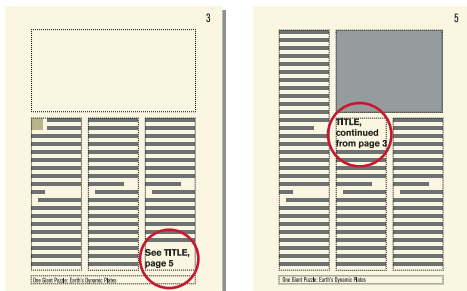 3
See TITLE,
page 5
One Giant Puzzle: Earth's Dynamic Plates
5
TITLE,
continued
from page 3
One Giant Puzzle: Earth's Dynamic Plates